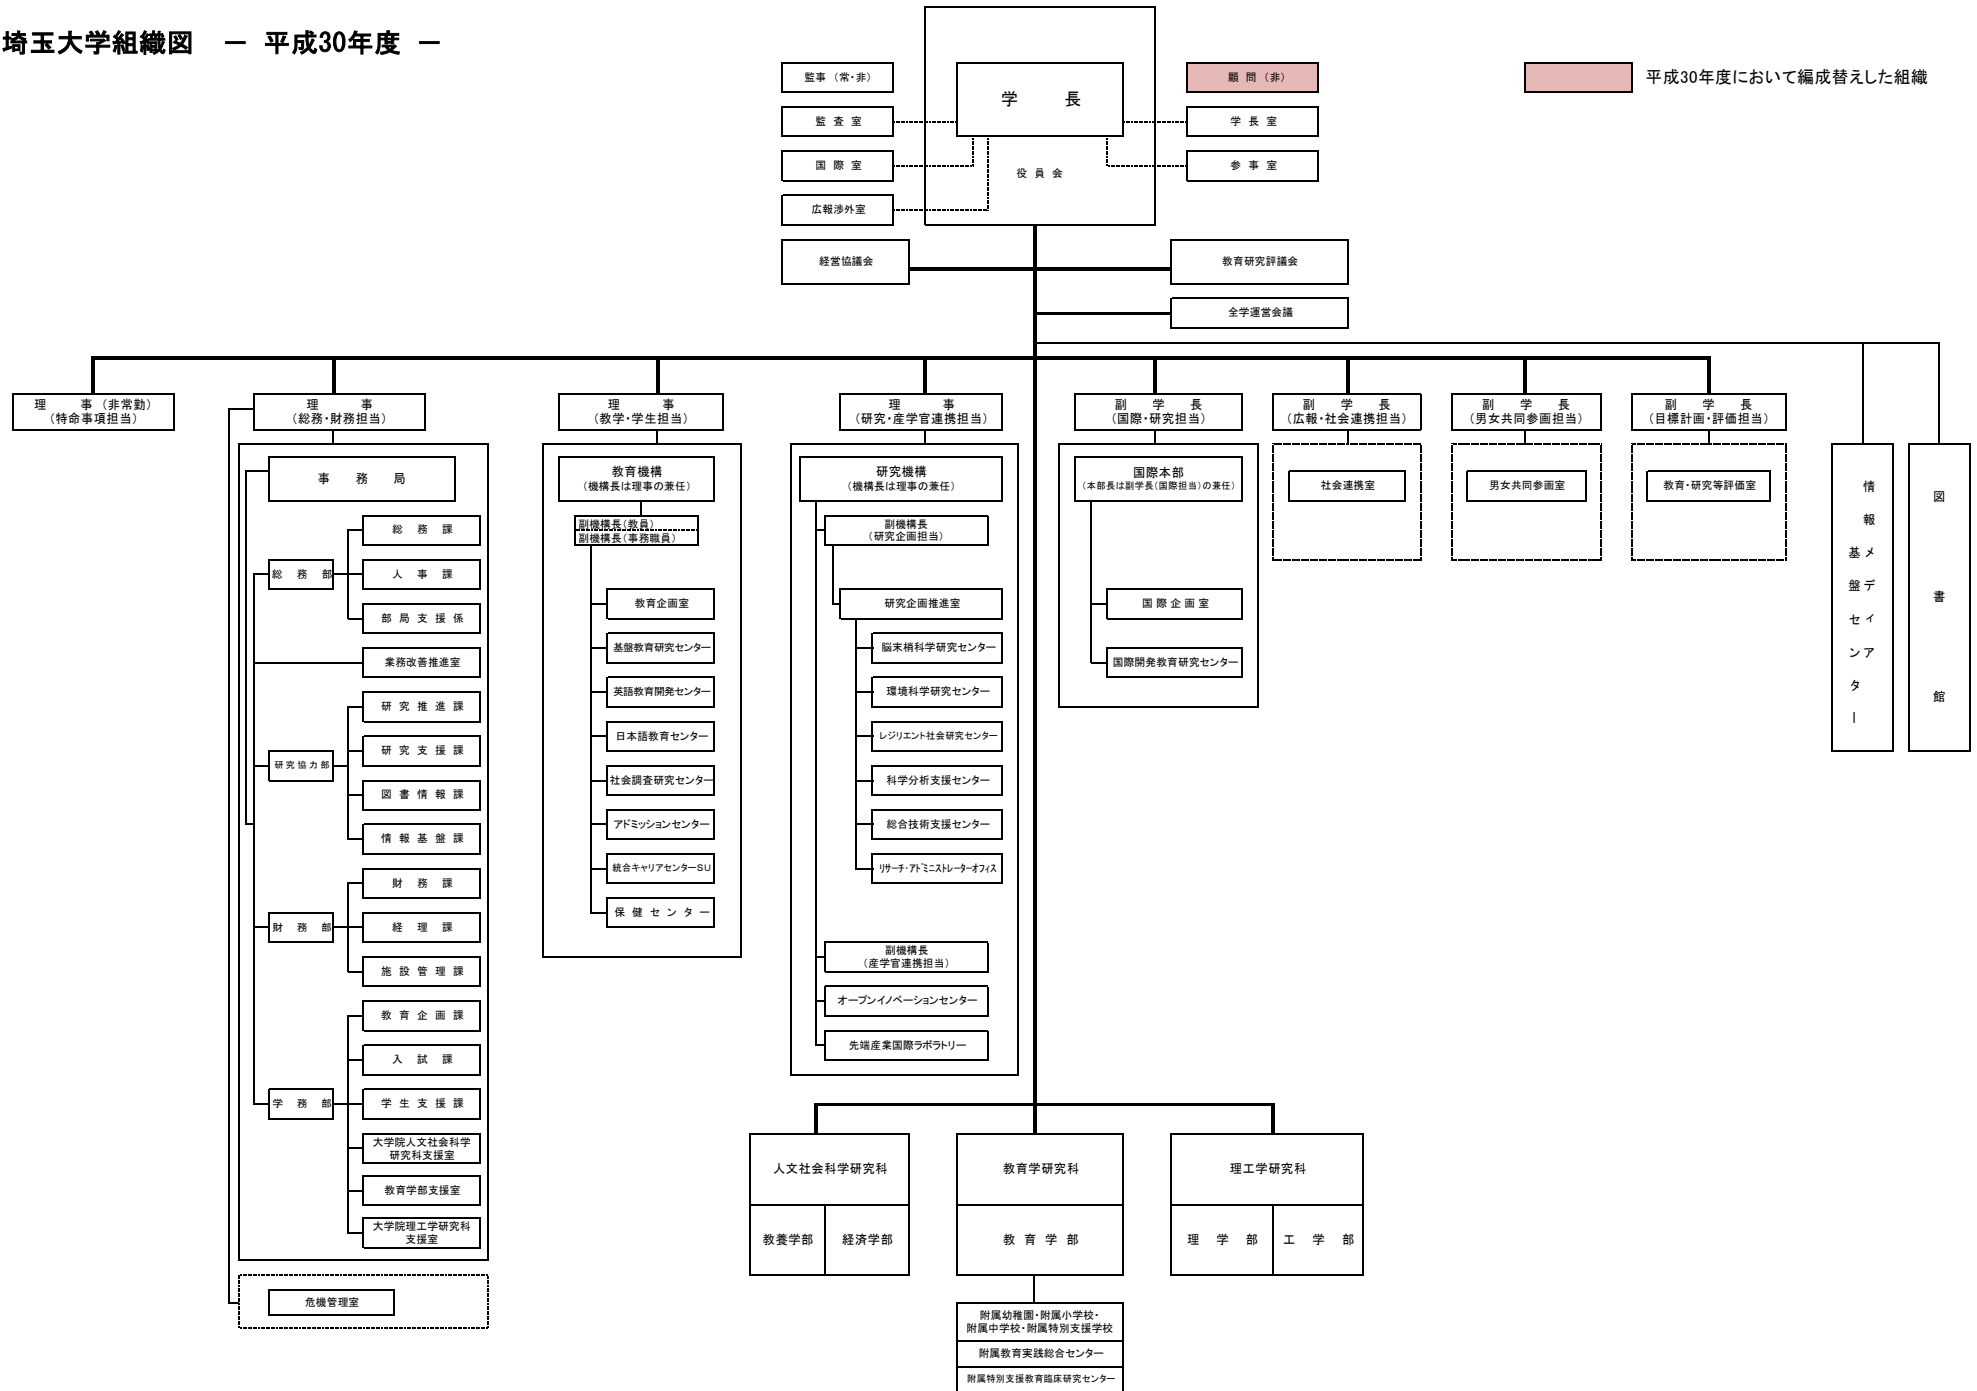 埼玉大学組織図　－　平成30年度　－
監事（常・非）
学　長
顧　問（非）
平成30年度において編成替えした組織
監　査　室
学　長　室
国　際　室
役　員　会
参　事　室
広報渉外室
経営協議会
教育研究評議会
全学運営会議
理　事（非常勤）
（特命事項担当）
理　事
（総務・財務担当）
理　事
（教学・学生担当）
理　事
（研究・産学官連携担当）
副　学　長
（国際・研究担当）
副　学　長
（広報・社会連携担当）
副　学　長
（男女共同参画担当）
副　学　長
（目標計画・評価担当）
事　務　局
総　務　部
総　務　課
人　事　課
部局支援係
業務改善推進室
研究協力部
研究推進課
研究支援課
図書情報課
情報基盤課
財　務　部
財　務　課
経　理　課
施設管理課
学　務　部
教育企画課
入　試　課
学生支援課
大学院人文社会科学
研究科支援室
教育学部支援室
大学院理工学研究科
支援室
危機管理室
教育機構
（機構長は理事の兼任）
副機構長（教員）
副機構長（事務職員）
教育企画室
基盤教育研究センター
英語教育開発センター
日本語教育センター
社会調査研究センター
アドミッションセンター
統合キャリアセンターSU
保健センター
研究機構
（機構長は理事の兼任）
副機構長
（研究企画担当）
研究企画推進室
脳末梢科学研究センター
環境科学研究センター
レジリエント社会研究センター
科学分析支援センター
総合技術支援センター
リサーチ・アドミニストレーターオフィス
副機構長
（産学官連携担当）
オープンイノベーションセンター
先端産業国際ラボラトリー
国際本部
（本部長は副学長（国際担当）の兼任）
国際企画室
国際開発教育研究センター
社会連携室
男女共同参画室
教育・研究等評価室
情報メディア
基盤センター
図書館
人文社会科学研究科
教養学部
経済学部
教育学研究科
教育学部
理工学研究科
理　学　部
工　学　部
附属幼稚園・附属小学校・
附属中学校・附属特別支援学校
附属教育実践総合センター
附属特別支援教育臨床研究センター